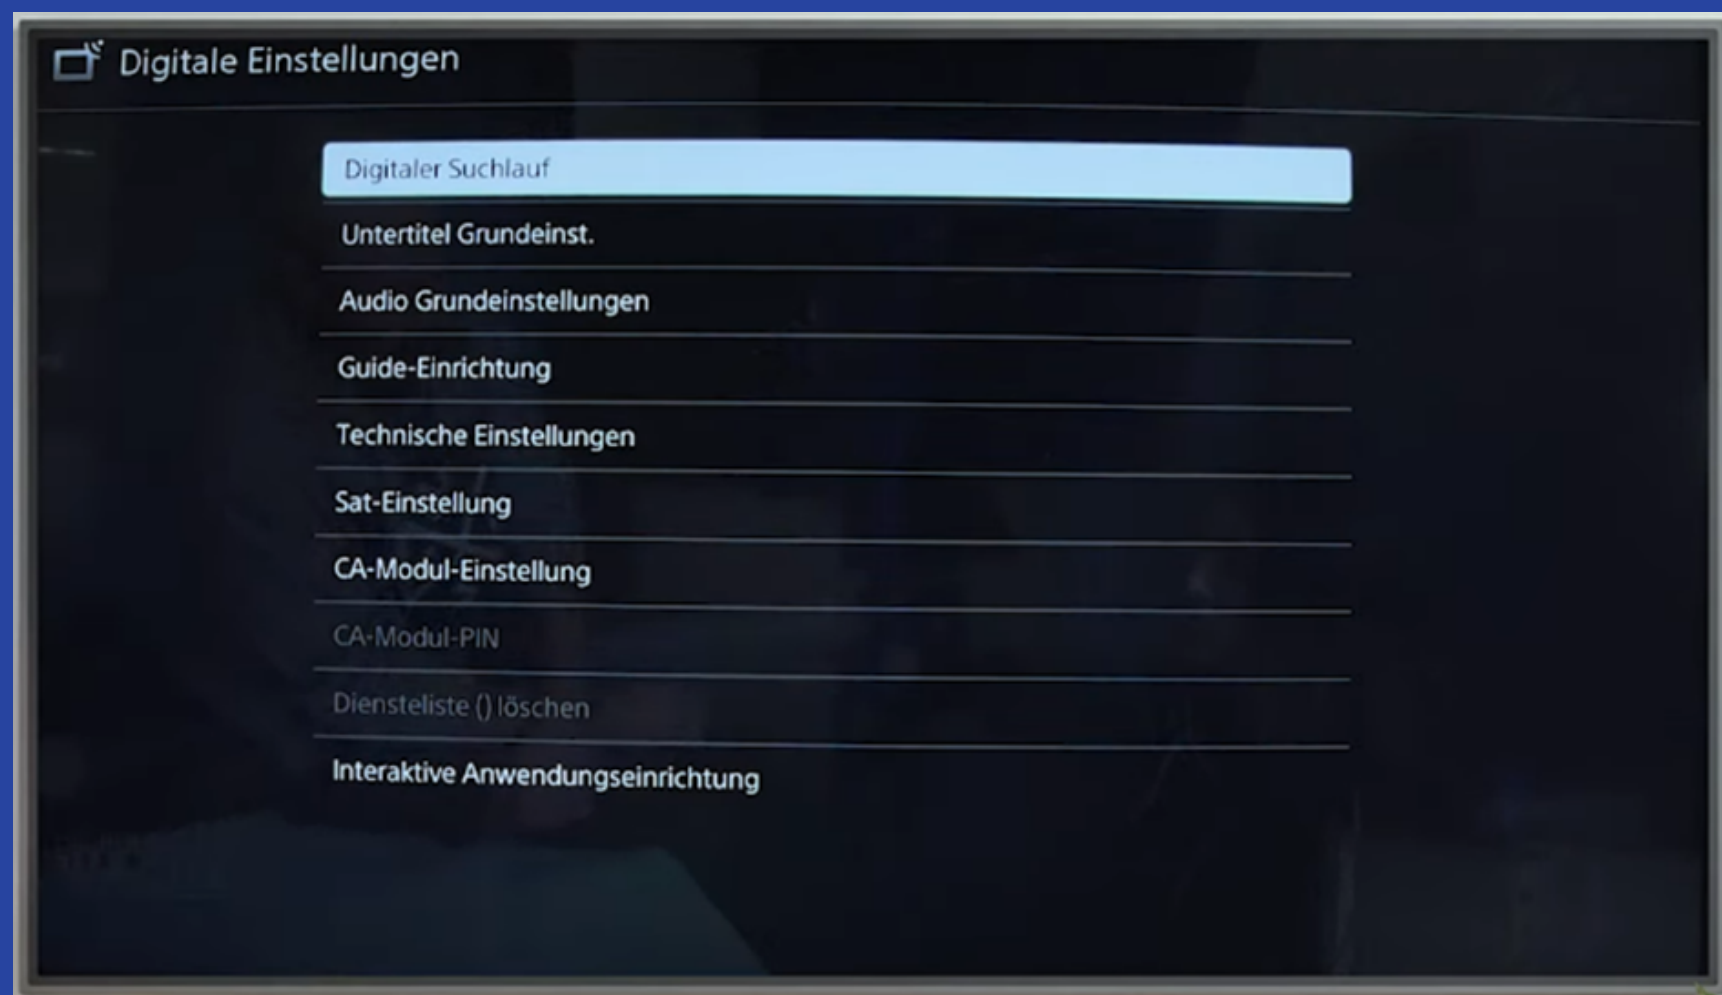 Digitale Einstellungen
Digitaler Suchlauf
Untertitel Grundeinst.
Audio Grundeinstellungen
Guide-Einrichtung
Technische Einstellungen
Sat-Einstellung
CA-Modul-Einstellung
CA-Modul-PIN
Diensteliste () löschen
Interaktive Anwendungseinrichtung